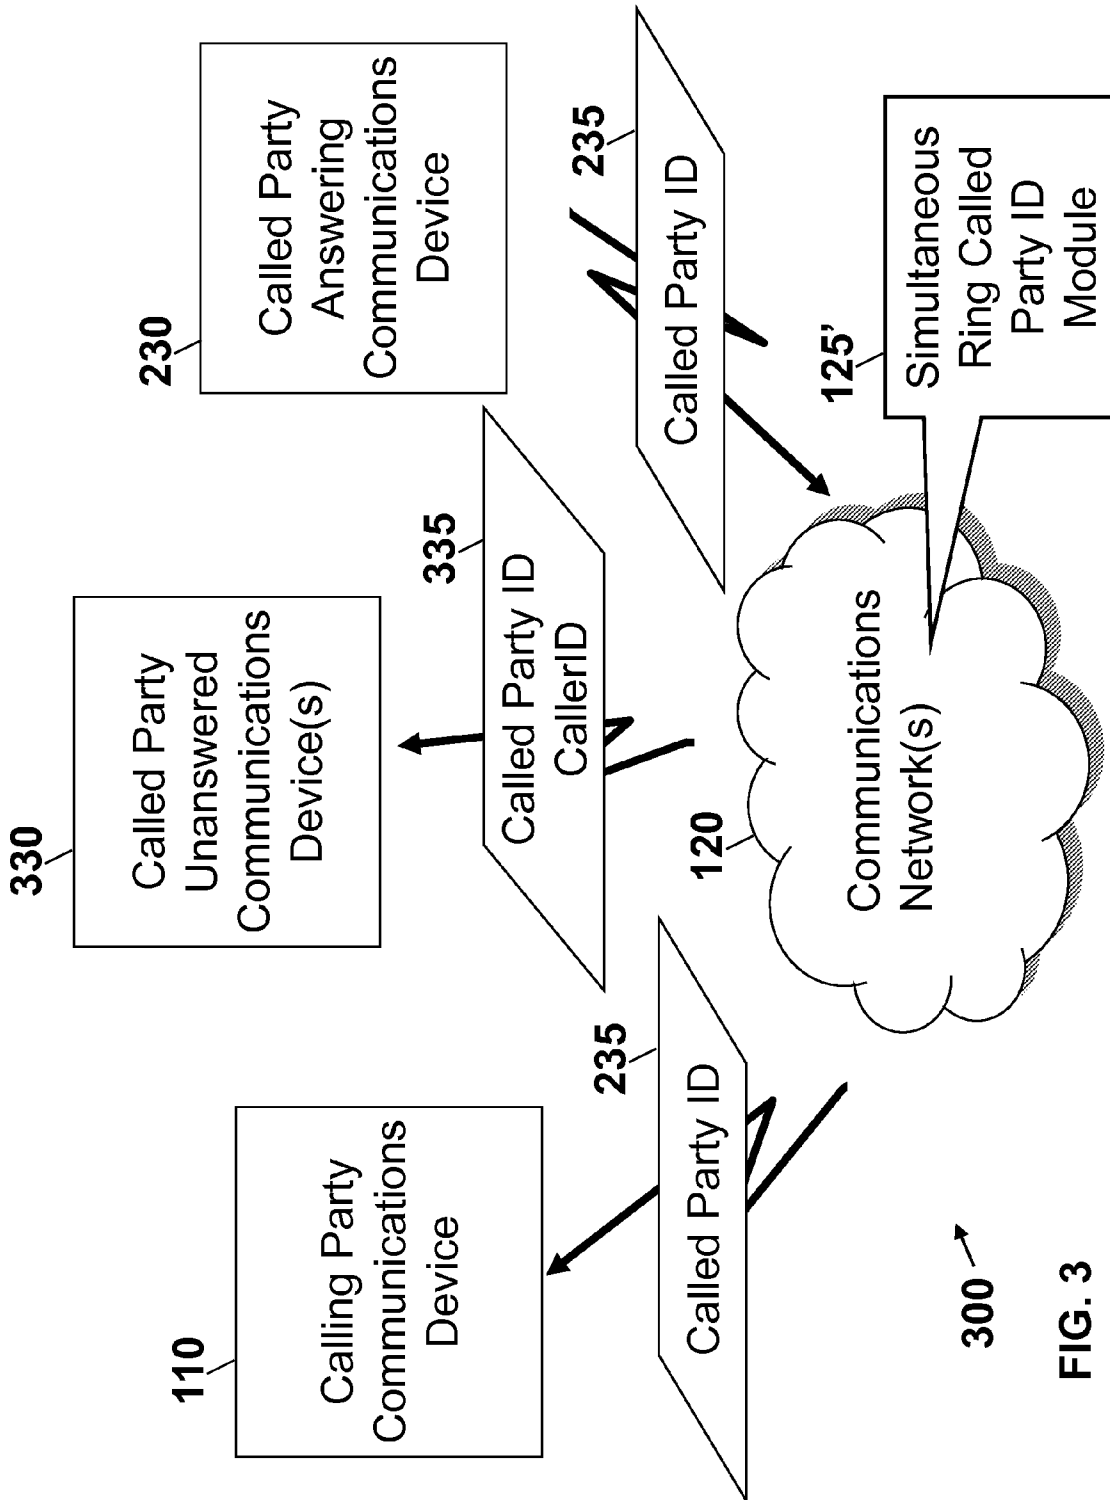 110
Calling Party
Communications
Device
330
Called Party
Unanswered
Communications
Device(s)
230
Called Party
Answering
Communications
Device
235
Called Party ID
335
Called Party ID
CallerID
235
Called Party ID
120
Communications
Network(s)
125’
Simultaneous
Ring Called
Party ID
Module
300
FIG. 3